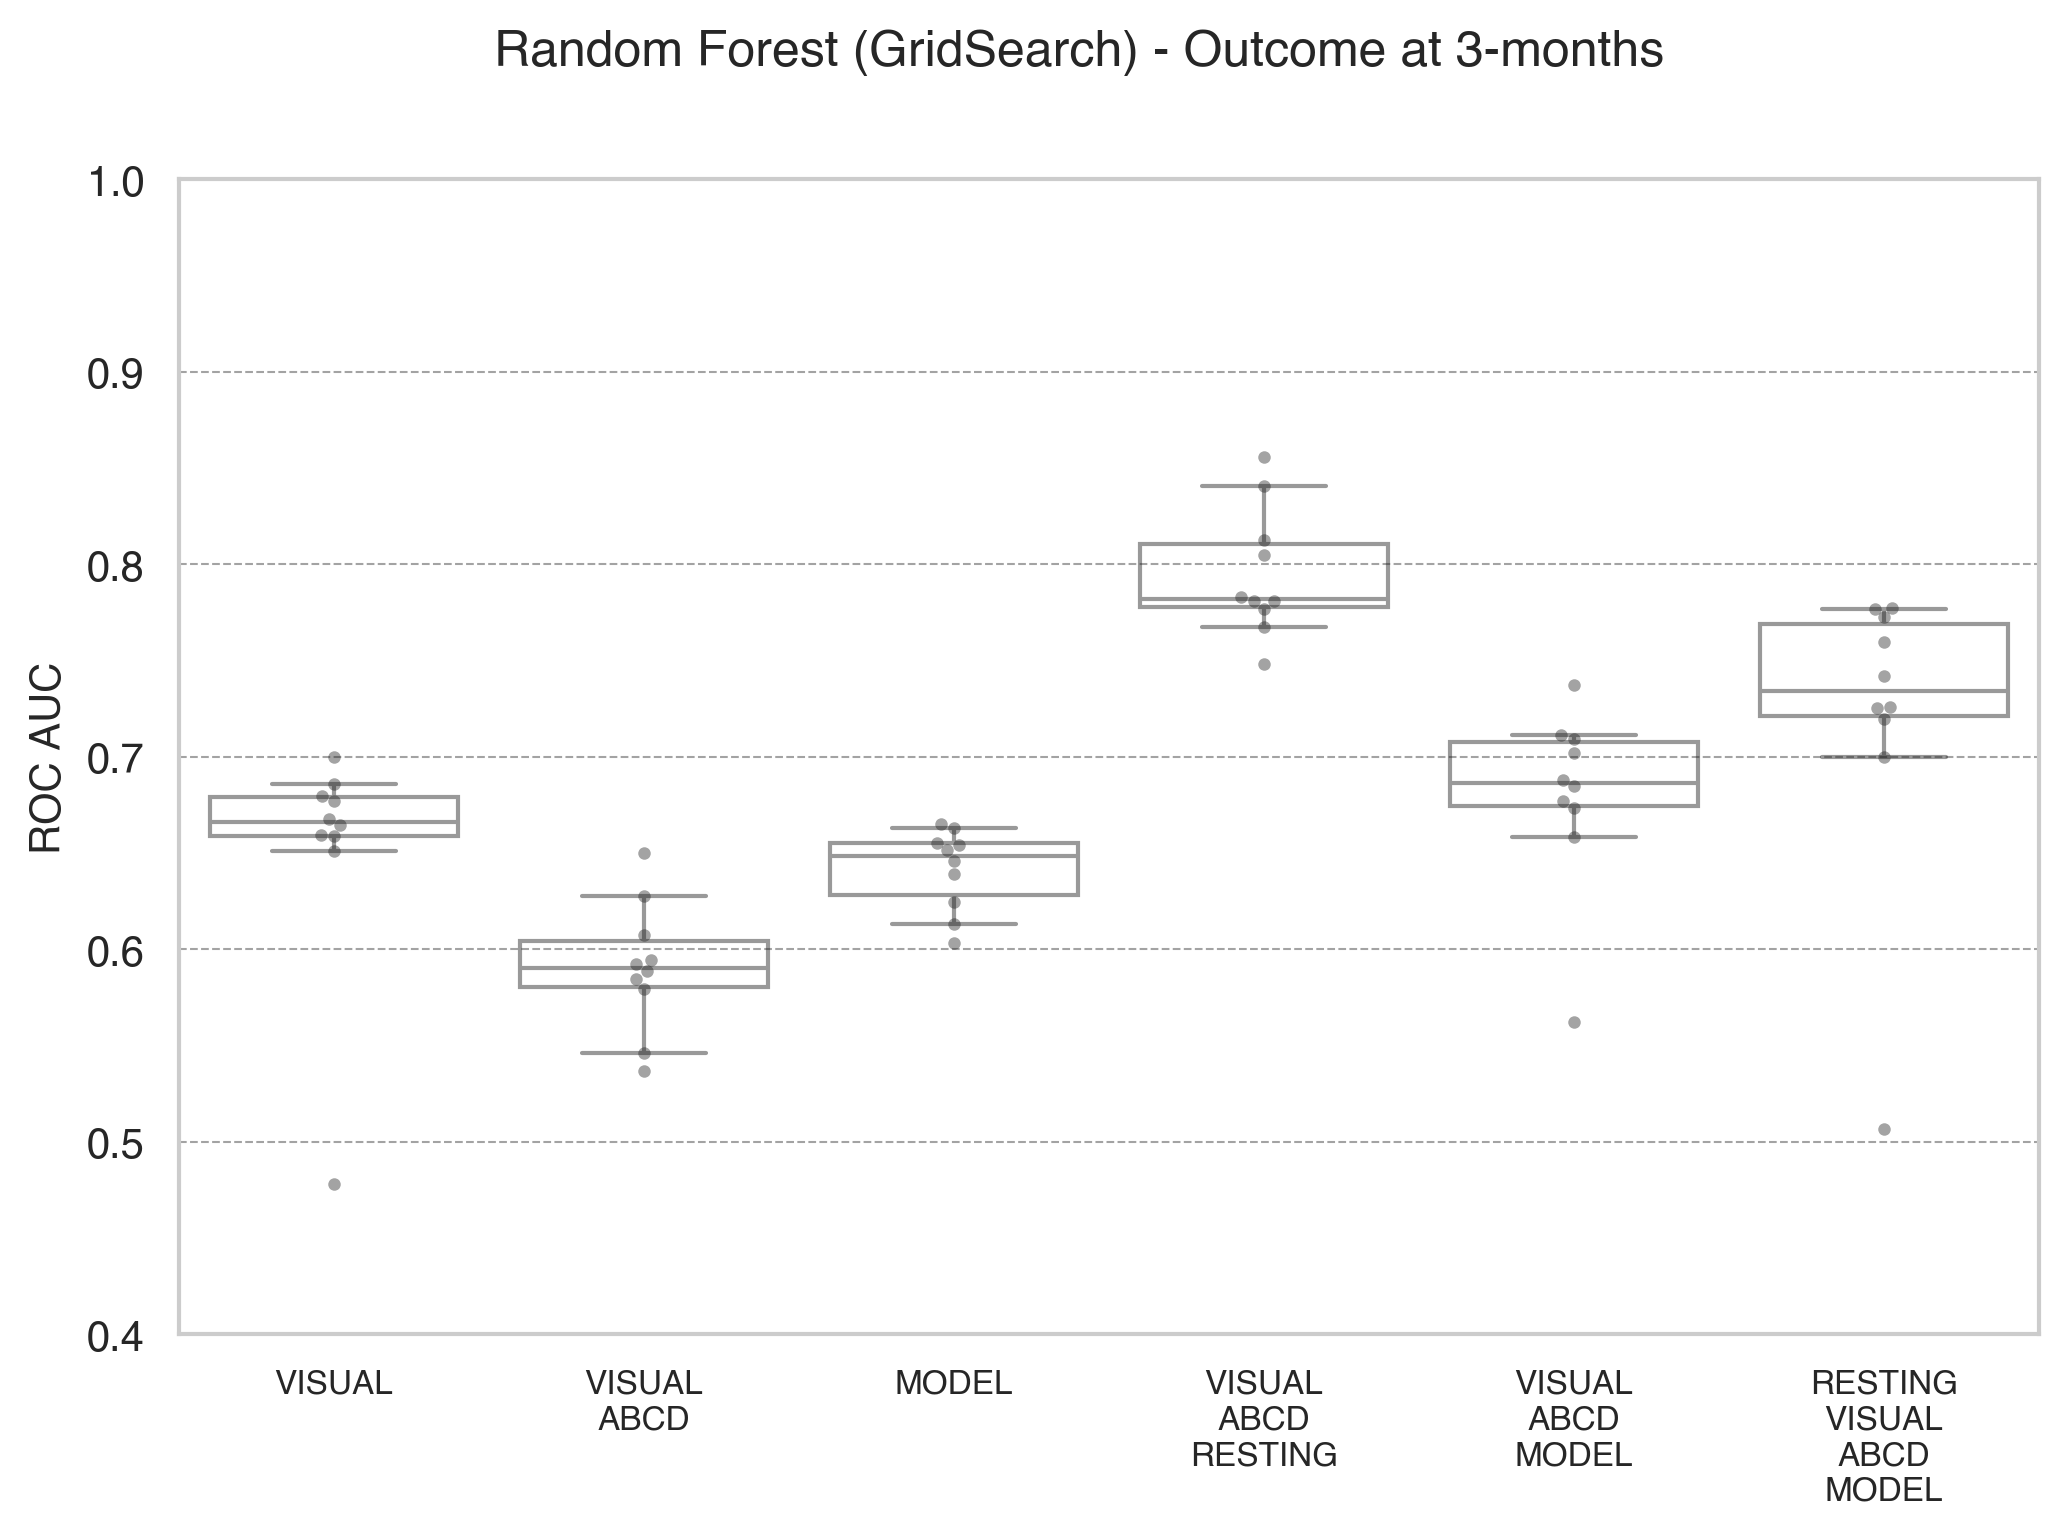 Random Forest (GridSearch) - Outcome at 3-months
ROC AUC
1.0
0.9
0.8
0.7
0.6
0.5
0.4
VISUAL
VISUAL
ABCD
MODEL
VISUAL
ABCD
RESTING
VISUAL
ABCD
MODEL
RESTING
VISUAL
ABCD
MODEL